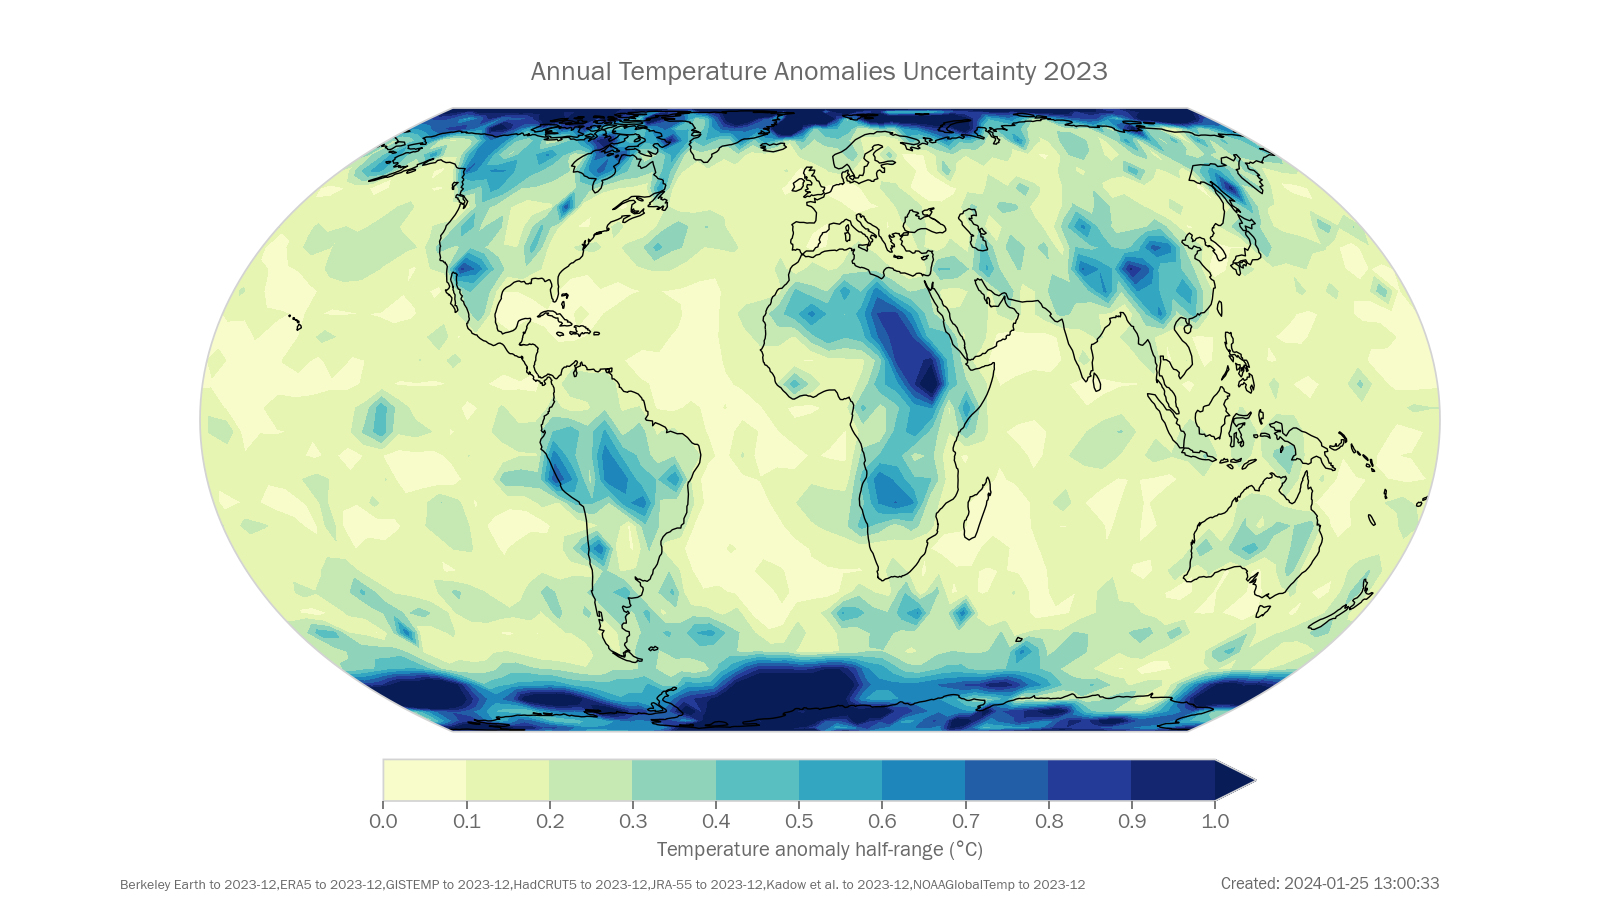 Annual Temperature Anomalies Uncertainty 2023
0.0 0.1 0.2 0.3 0.4 0.5 0.6 0.7 0.8 0.9 1.0
Temperature anomaly half-range (°C)
Berkeley Earth to 2023-12,ERA5 to 2023-12,GISTEMP to 2023-12,HadCRUT5 to 2023-12,JRA-55 to 2023-12,Kadow et al. to 2023-12,NOAAGlobalTemp to 2023-12
Created: 2024-01-25 13:00:33